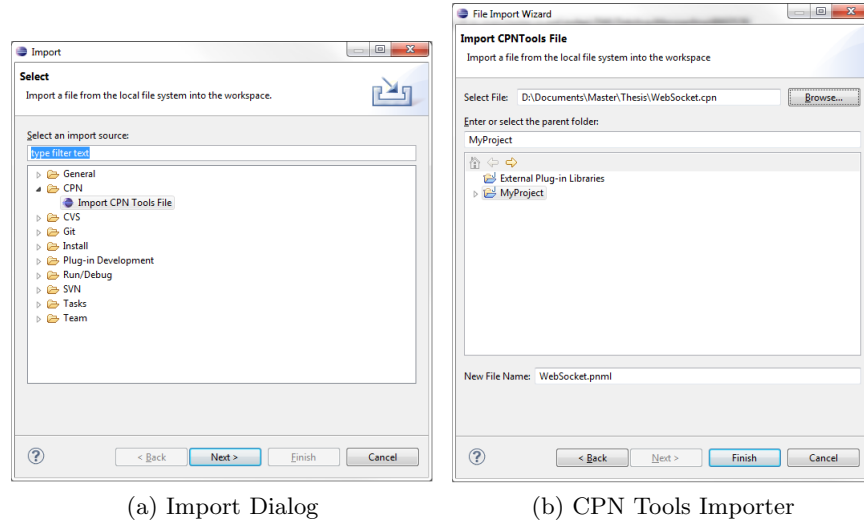 Import
Select
Import a file from the local file system into the workspace.
Select an import source:
type filter text
General
CPN
Import CPN Tools File
CVS
Git
Install
Plug-in Development
Run/Debug
SVN
Tasks
Team
< Back
Next >
Finish
Cancel
(a) Import Dialog
File Import Wizard
Import CPNTools File
Import a file from the local file system into the workspace
Select File: D:\Documents\Master\Thesis\WebSocket.cpn Browse...
Enter or select the parent folder:
MyProject
External Plug-in Libraries
MyProject
New File Name: WebSocket.pnml
< Back
Next >
Finish
Cancel
(b) CPN Tools Importer